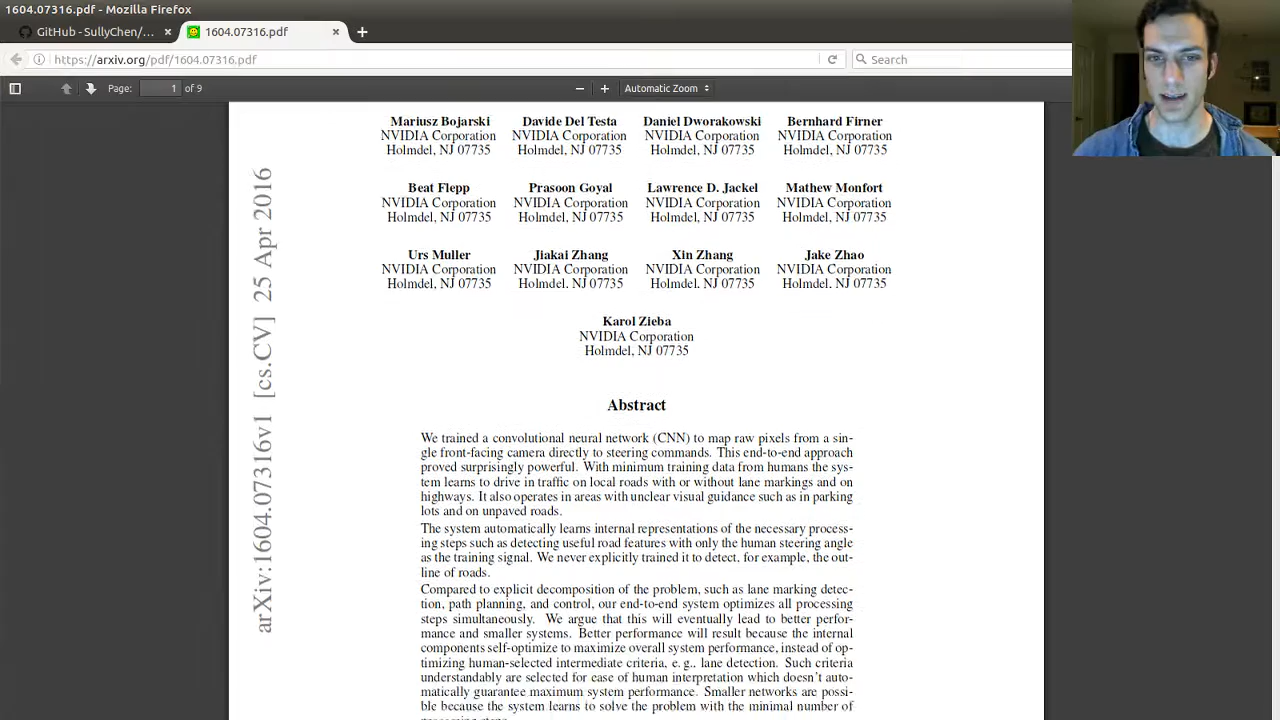 1604.07316.pdf - Mozilla Firefox
GitHub - SullyChen/... × 1604.07316.pdf × +
https://arxiv.org/pdf/1604.07316.pdf Search
Page: 1 of 9 − + Automatic Zoom
Mariusz Bojarski Davide Del Testa Daniel Dworakowski Bernhard Firner
NVIDIA Corporation NVIDIA Corporation NVIDIA Corporation NVIDIA Corporation
Holmdel, NJ 07735 Holmdel, NJ 07735 Holmdel, NJ 07735 Holmdel, NJ 07735
Beat Flepp Prasoon Goyal Lawrence D. Jackel Mathew Monfort
NVIDIA Corporation NVIDIA Corporation NVIDIA Corporation NVIDIA Corporation
Holmdel, NJ 07735 Holmdel, NJ 07735 Holmdel, NJ 07735 Holmdel, NJ 07735
Urs Muller Jiakai Zhang Xin Zhang Jake Zhao
NVIDIA Corporation NVIDIA Corporation NVIDIA Corporation NVIDIA Corporation
Holmdel, NJ 07735 Holmdel, NJ 07735 Holmdel, NJ 07735 Holmdel, NJ 07735
Karol Zieba
NVIDIA Corporation
Holmdel, NJ 07735
arXiv:1604.07316v1 [cs.CV] 25 Apr 2016
Abstract
We trained a convolutional neural network (CNN) to map raw pixels from a sin-
gle front-facing camera directly to steering commands. This end-to-end approach
proved surprisingly powerful. With minimum training data from humans the sys-
tem learns to drive in traffic on local roads with or without lane markings and on
highways. It also operates in areas with unclear visual guidance such as in parking
lots and on unpaved roads.
The system automatically learns internal representations of the necessary process-
ing steps such as detecting useful road features with only the human steering angle
as the training signal. We never explicitly trained it to detect, for example, the out-
line of roads.
Compared to explicit decomposition of the problem, such as lane marking detec-
tion, path planning, and control, our end-to-end system optimizes all processing
steps simultaneously. We argue that this will eventually lead to better perfor-
mance and smaller systems. Better performance will result because the internal
components self-optimize to maximize overall system performance, instead of op-
timizing human-selected intermediate criteria, e. g., lane detection. Such criteria
understandably are selected for ease of human interpretation which doesn't auto-
matically guarantee maximum system performance. Smaller networks are possi-
ble because the system learns to solve the problem with the minimal number of